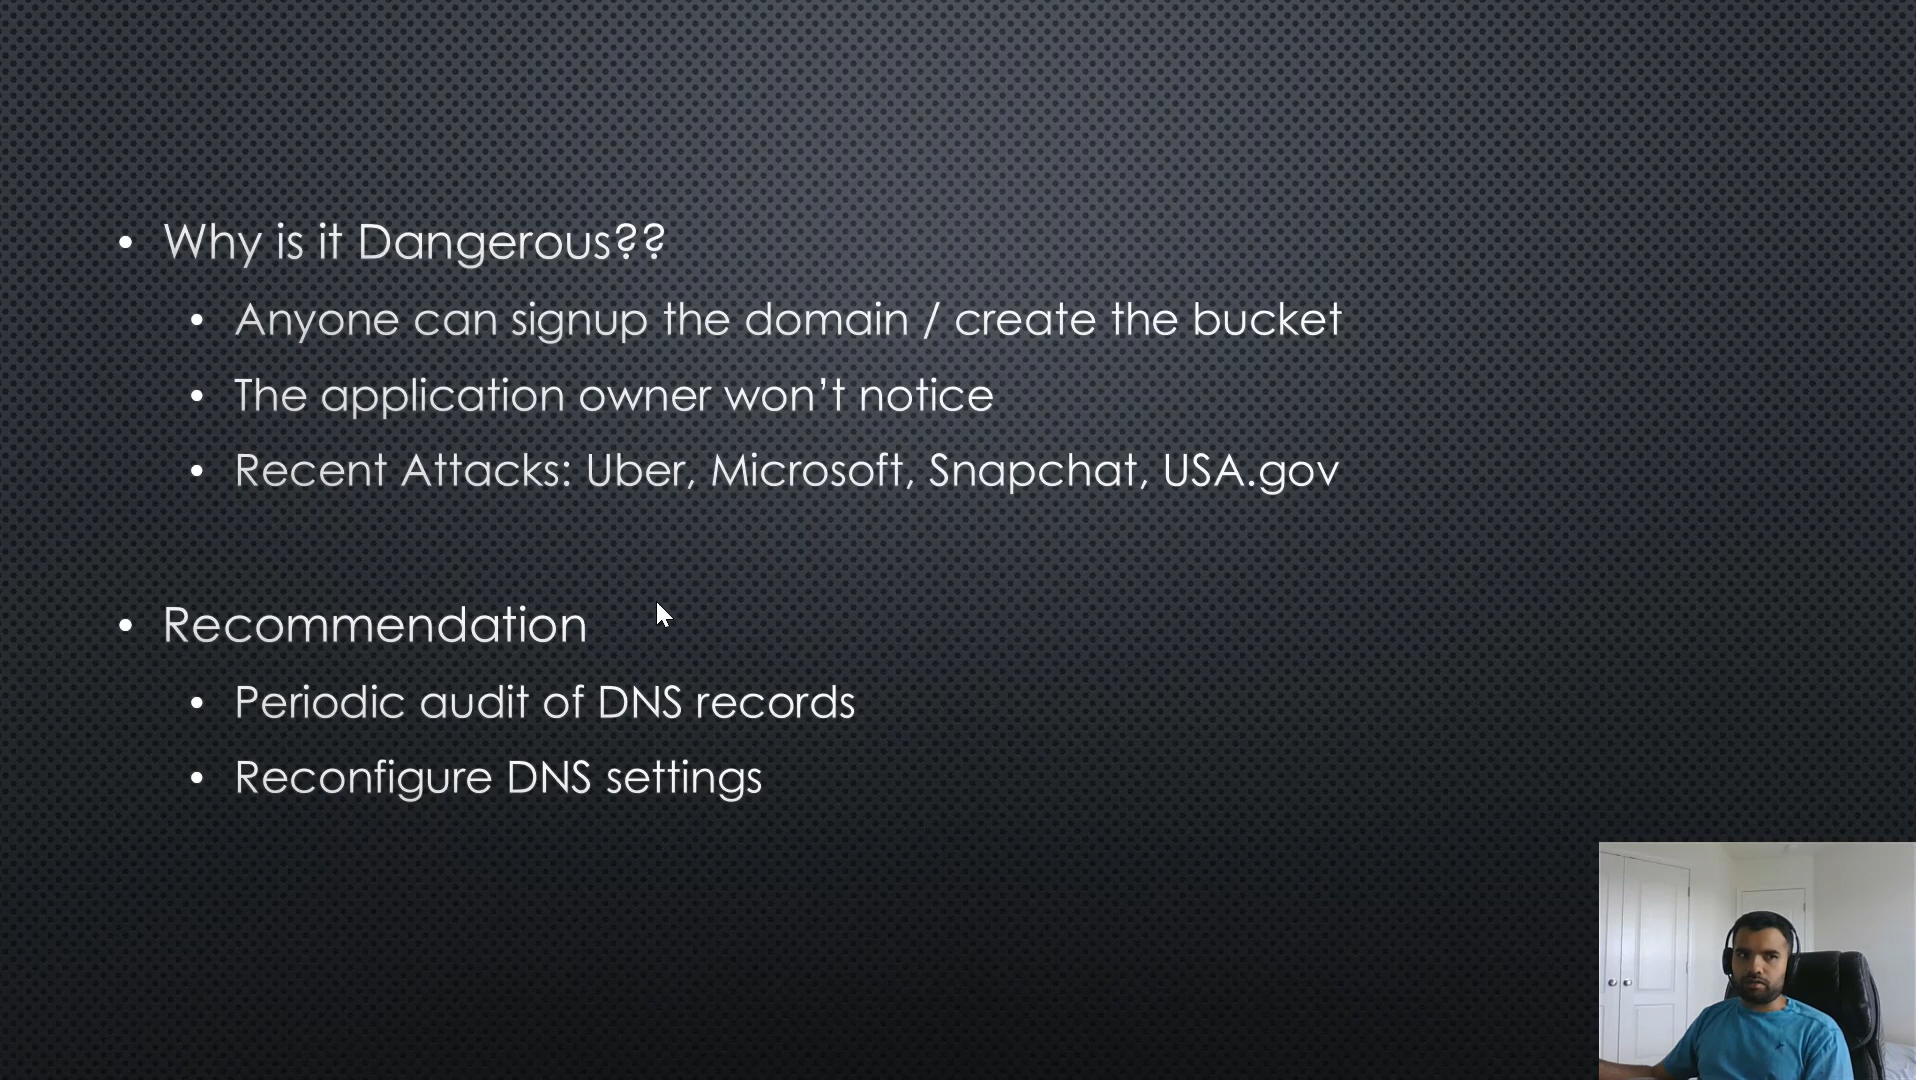 • Why is it Dangerous??
• Anyone can signup the domain / create the bucket
• The application owner won’t notice
• Recent Attacks: Uber, Microsoft, Snapchat, USA.gov
• Recommendation
• Periodic audit of DNS records
• Reconfigure DNS settings